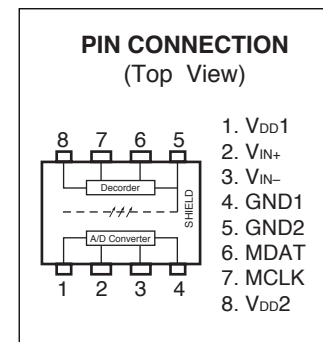 PIN CONNECTION
(Top View)
8 7 6 5
Decorder
SHIELD
A/D Converter
1 2 3 4
1. VDD1
2. VIN+
3. VIN–
4. GND1
5. GND2
6. MDAT
7. MCLK
8. VDD2